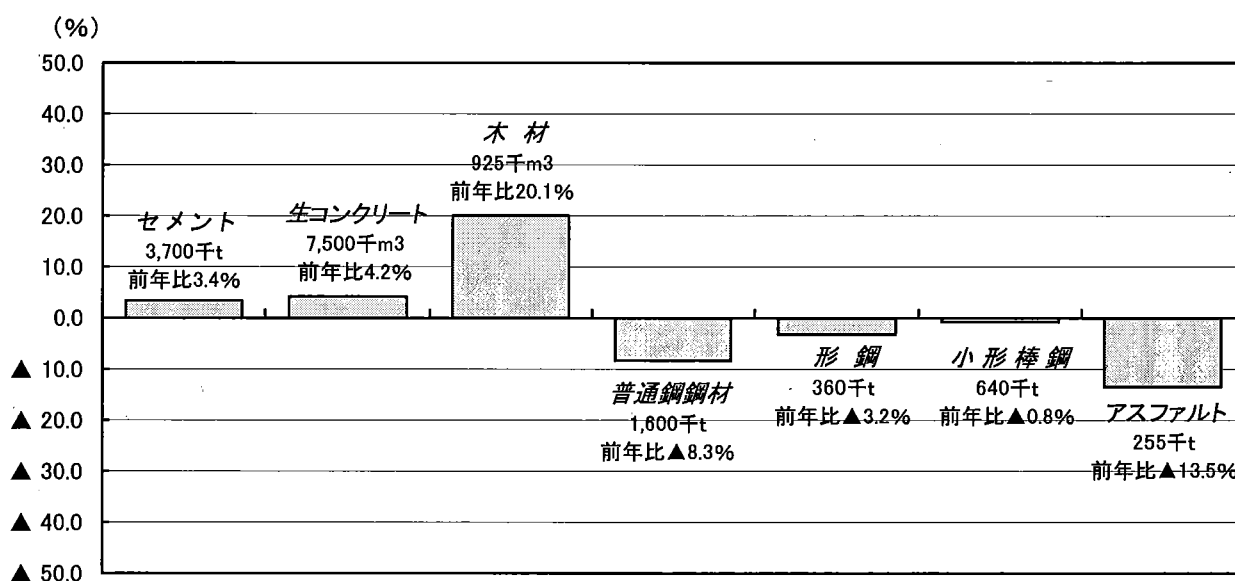 (%)
50.0
40.0
30.0
20.0
10.0
0.0
▲ 10.0
▲ 20.0
▲ 30.0
▲ 40.0
▲ 50.0
セメント
3,700千t
前年比3.4%
生コンクリート
7,500千m3
前年比4.2%
木 材
925千m3
前年比20.1%
普通鋼鋼材
1,600千t
前年比▲8.3%
形 鋼
360千t
前年比▲3.2%
小 形 棒 鋼
640千t
前年比▲0.8%
アスファルト
255千t
前年比▲13.5%